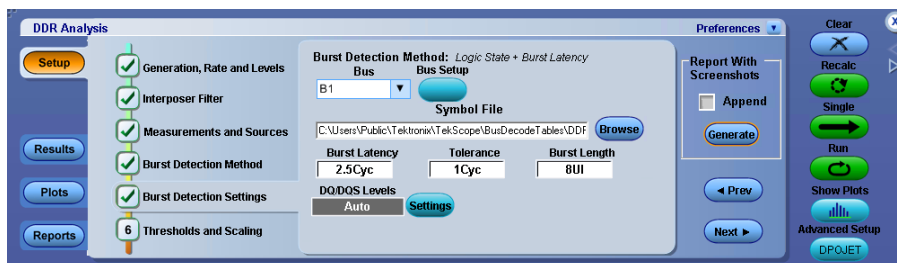 DDR Analysis
Preferences
Setup
Results
Plots
Reports
Generation, Rate and Levels
Interposer Filter
Measurements and Sources
Burst Detection Method
Burst Detection Settings
6 Thresholds and Scaling
Burst Detection Method: Logic State + Burst Latency
Bus
Bus Setup
B1
Symbol File
C:\Users\Public\Tektronix\TekScope\BusDecodeTables\DDF
Browse
Burst Latency
Tolerance
Burst Length
2.5Cyc
1Cyc
8UI
DQ/DQS Levels
Auto
Settings
Report With
Screenshots
Append
Generate
Prev
Next
Clear
X
Recalc
Single
Run
Show Plots
Advanced Setup
DPOJET